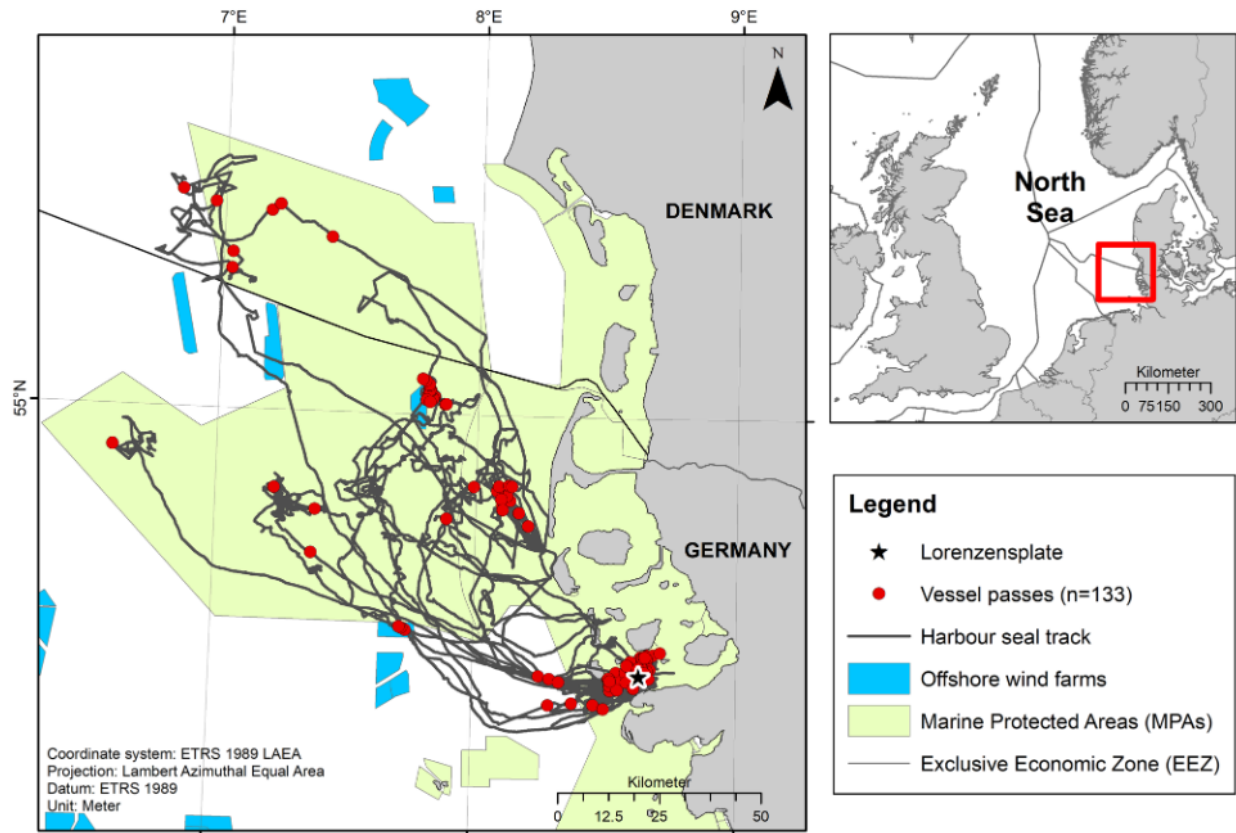 7°E
8°E
9°E
N
DENMARK
55°N
GERMANY
Coordinate system: ETRS 1989 LAEA
Projection: Lambert Azimuthal Equal Area
Datum: ETRS 1989
Unit: Meter
Kilometer
0 12.5 25 50
North
Sea
Kilometer
0 75 150 300
Legend
Lorenzensplate
Vessel passes (n=133)
Harbour seal track
Offshore wind farms
Marine Protected Areas (MPAs)
Exclusive Economic Zone (EEZ)